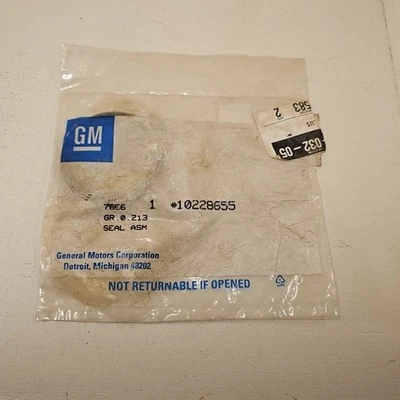 GM
583 2
032-05
76E6 1 *10228655
GR.0.213
SEAL ASM
General Motors Corporation
Detroit, Michigan 48202
NOT RETURNABLE IF OPENED